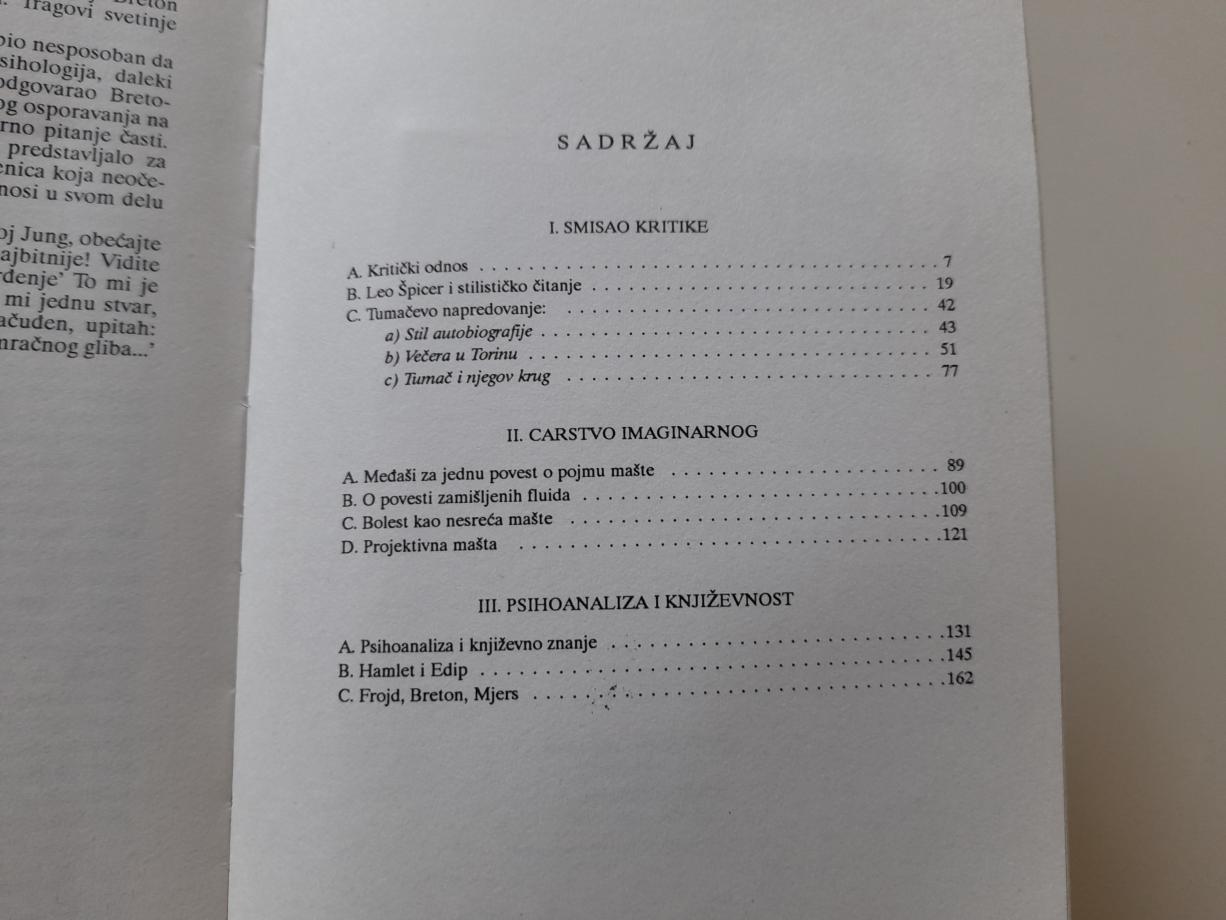 Breton
Tragovi svetinje
bio nesposoban da
sihologija, daleki
odgovarao Breto-
og osporavanja na
rno pitanje časti.
predstavljalo za
enica koja neoče-
nosi u svom delu
oj Jung, obećajte
ajbitnije! Vidite
rđenje’ To mi je
mi jednu stvar,
ačuđen, upitah:
mračnog gliba...’
SADRŽAJ
I. SMISAO KRITIKE
A. Kritički odnos . . . . . . . . . . . . . . . . . . . . . . . . . . . . . . 7
B. Leo Špicer i stilističko čitanje . . . . . . . . . . . . . . . . . . . . . 19
C. Tumačevo napredovanje: . . . . . . . . . . . . . . . . . . . . . . . 42
a) Stil autobiografije . . . . . . . . . . . . . . . . . . . . . . . . . 43
b) Večera u Torinu . . . . . . . . . . . . . . . . . . . . . . . . . . 51
c) Tumač i njegov krug . . . . . . . . . . . . . . . . . . . . . . . 77
II. CARSTVO IMAGINARNOG
A. Međaši za jednu povest o pojmu mašte . . . . . . . . . . . . . . . . . 89
B. O povesti zamišljenih fluida . . . . . . . . . . . . . . . . . . . . . .100
C. Bolest kao nesreća mašte . . . . . . . . . . . . . . . . . . . . . . .109
D. Projektivna mašta . . . . . . . . . . . . . . . . . . . . . . . . . .121
III. PSIHOANALIZA I KNJIŽEVNOST
A. Psihoanaliza i književno znanje . . . . . . . . . . . . . . . . . . . .131
B. Hamlet i Edip . . . . . . . . . . . . . . . . . . . . . . . . . . . . .145
C. Frojd, Breton, Mjers . . . . . . . . . . . . . . . . . . . . . . . . .162